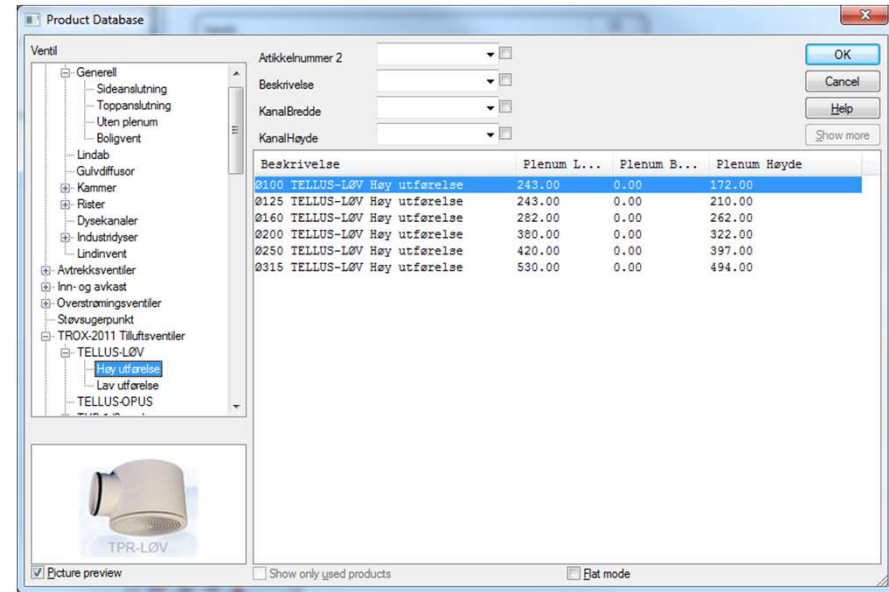 Product Database
Ventil
Generell
Sideanslutning
Toppanslutning
Uten plenum
Boligvent
Lindab
Gulvdiffusor
Kammer
Rister
Dysekanaler
Industridyser
Lindinvent
Avtrekksventiler
Inn- og avkast
Overstrømingsventiler
Støvsugerpunkt
TROX-2011 Tilluftsventiler
TELLUS-LØV
Høy utførelse
Lav utførelse
TELLUS-OPUS
TPR-LØV
Picture preview
Artikkelnummer 2
Beskrivelse
KanalBredde
KanalHøyde
OK
Cancel
Help
Show more
Beskrivelse Plenum L... Plenum B... Plenum Høyde
Ø100 TELLUS-LØV Høy utførelse 243.00 0.00 172.00
Ø125 TELLUS-LØV Høy utførelse 243.00 0.00 210.00
Ø160 TELLUS-LØV Høy utførelse 282.00 0.00 262.00
Ø200 TELLUS-LØV Høy utførelse 380.00 0.00 322.00
Ø250 TELLUS-LØV Høy utførelse 420.00 0.00 397.00
Ø315 TELLUS-LØV Høy utførelse 530.00 0.00 494.00
Show only used products
Flat mode